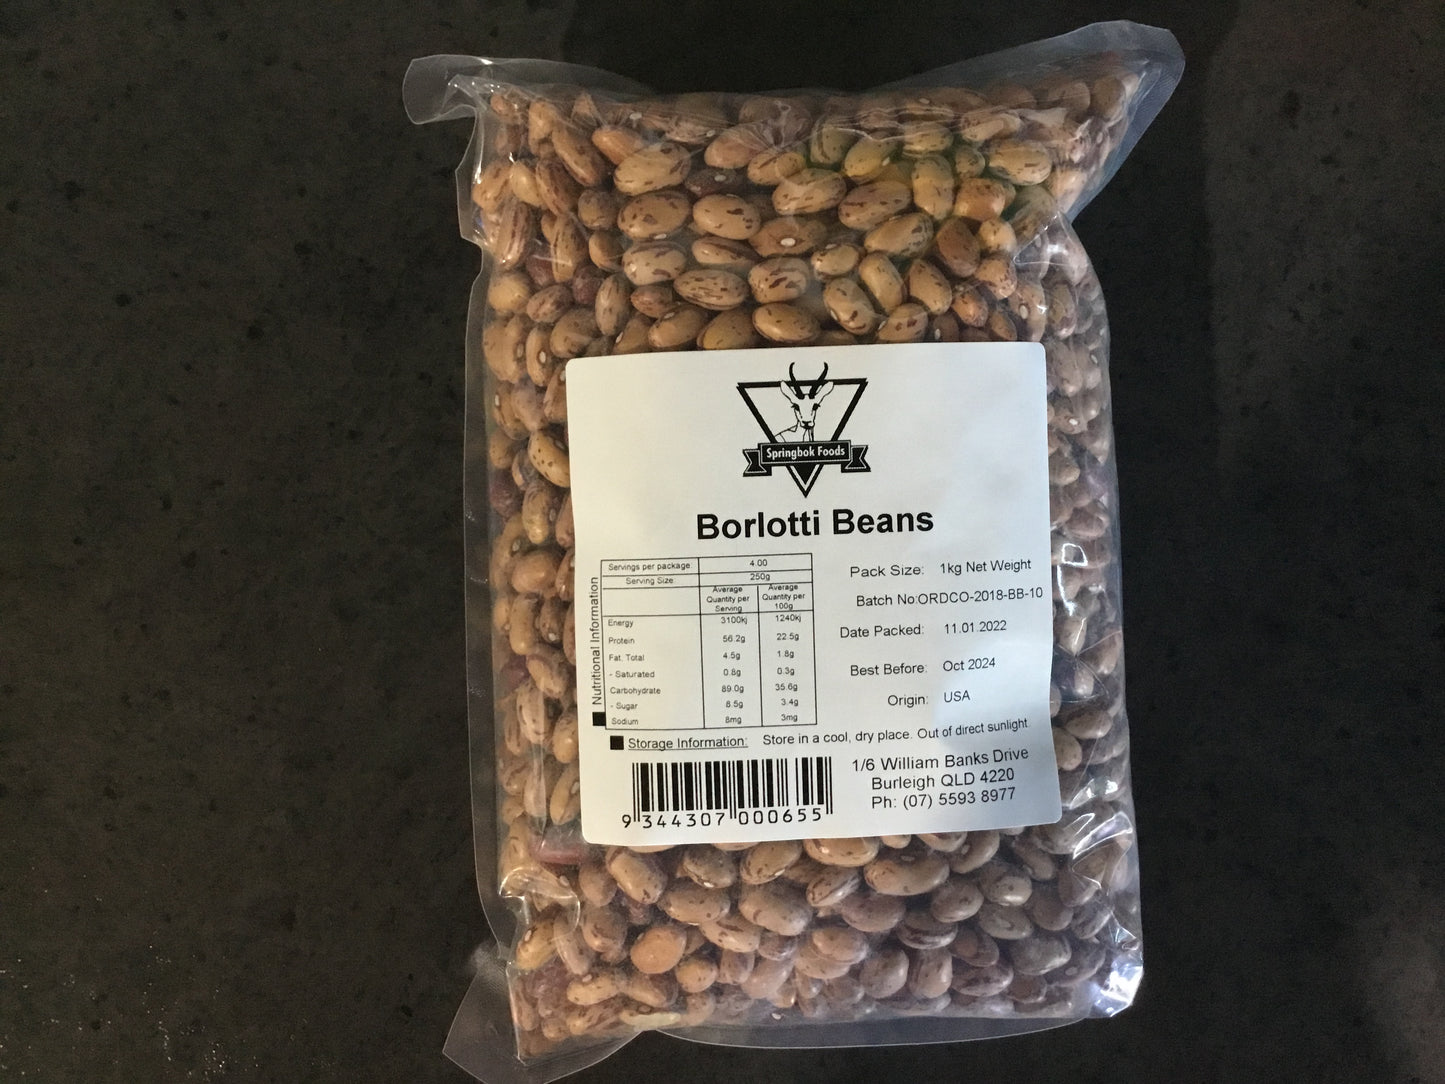 Springbok Foods
Borlotti Beans
Nutritional Information
Servings per package 4.00
Serving Size: 250g
Average Quantity per Serving Average Quantity per 100g
Energy 3100kj 1240kj
Protein 56.2g 22.5g
Fat. Total 4.5g 1.8g
- Saturated 0.8g 0.3g
Carbohydrate 89.0g 35.6g
- Sugar 8.5g 3.4g
Sodium 8mg 3mg
Pack Size: 1kg Net Weight
Batch No:ORDCO-2018-BB-10
Date Packed: 11.01.2022
Best Before: Oct 2024
Origin: USA
Storage Information: Store in a cool, dry place. Out of direct sunlight.
9 344307 000655
1/6 William Banks Drive
Burleigh QLD 4220
Ph: (07) 5593 8977